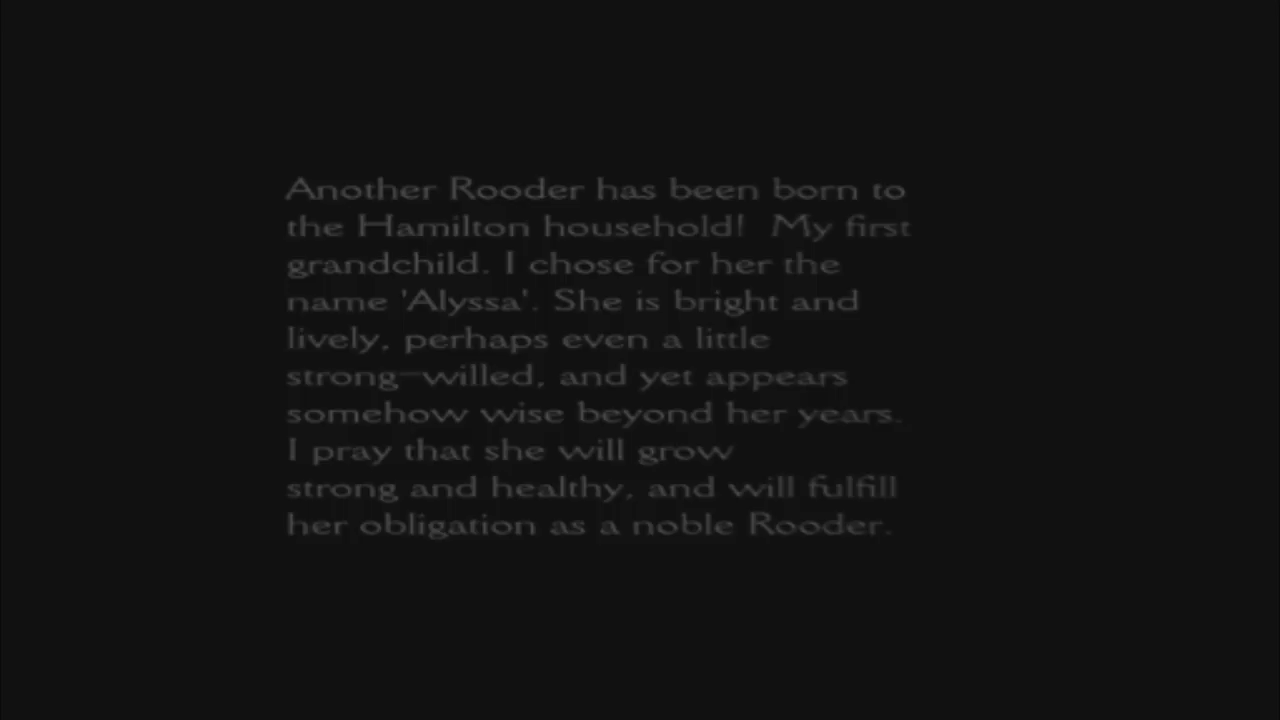 Another Rooder has been born to
the Hamilton household!  My first
grandchild. I chose for her the
name 'Alyssa'. She is bright and
lively, perhaps even a little
strong-willed, and yet appears
somehow wise beyond her years.
I pray that she will grow
strong and healthy, and will fulfill
her obligation as a noble Rooder.